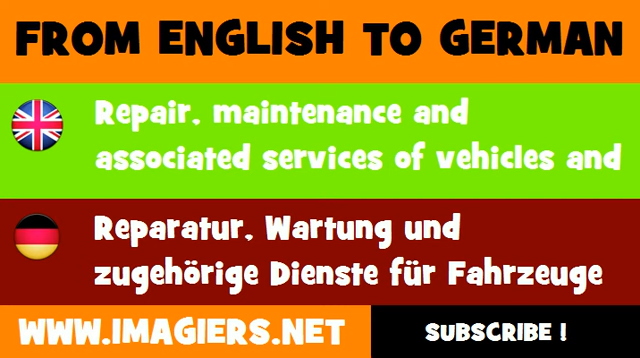 FROM ENGLISH TO GERMAN
Repair, maintenance and
associated services of vehicles and
Reparatur, Wartung und
zugehörige Dienste für Fahrzeuge
WWW.IMAGIERS.NET
SUBSCRIBE !